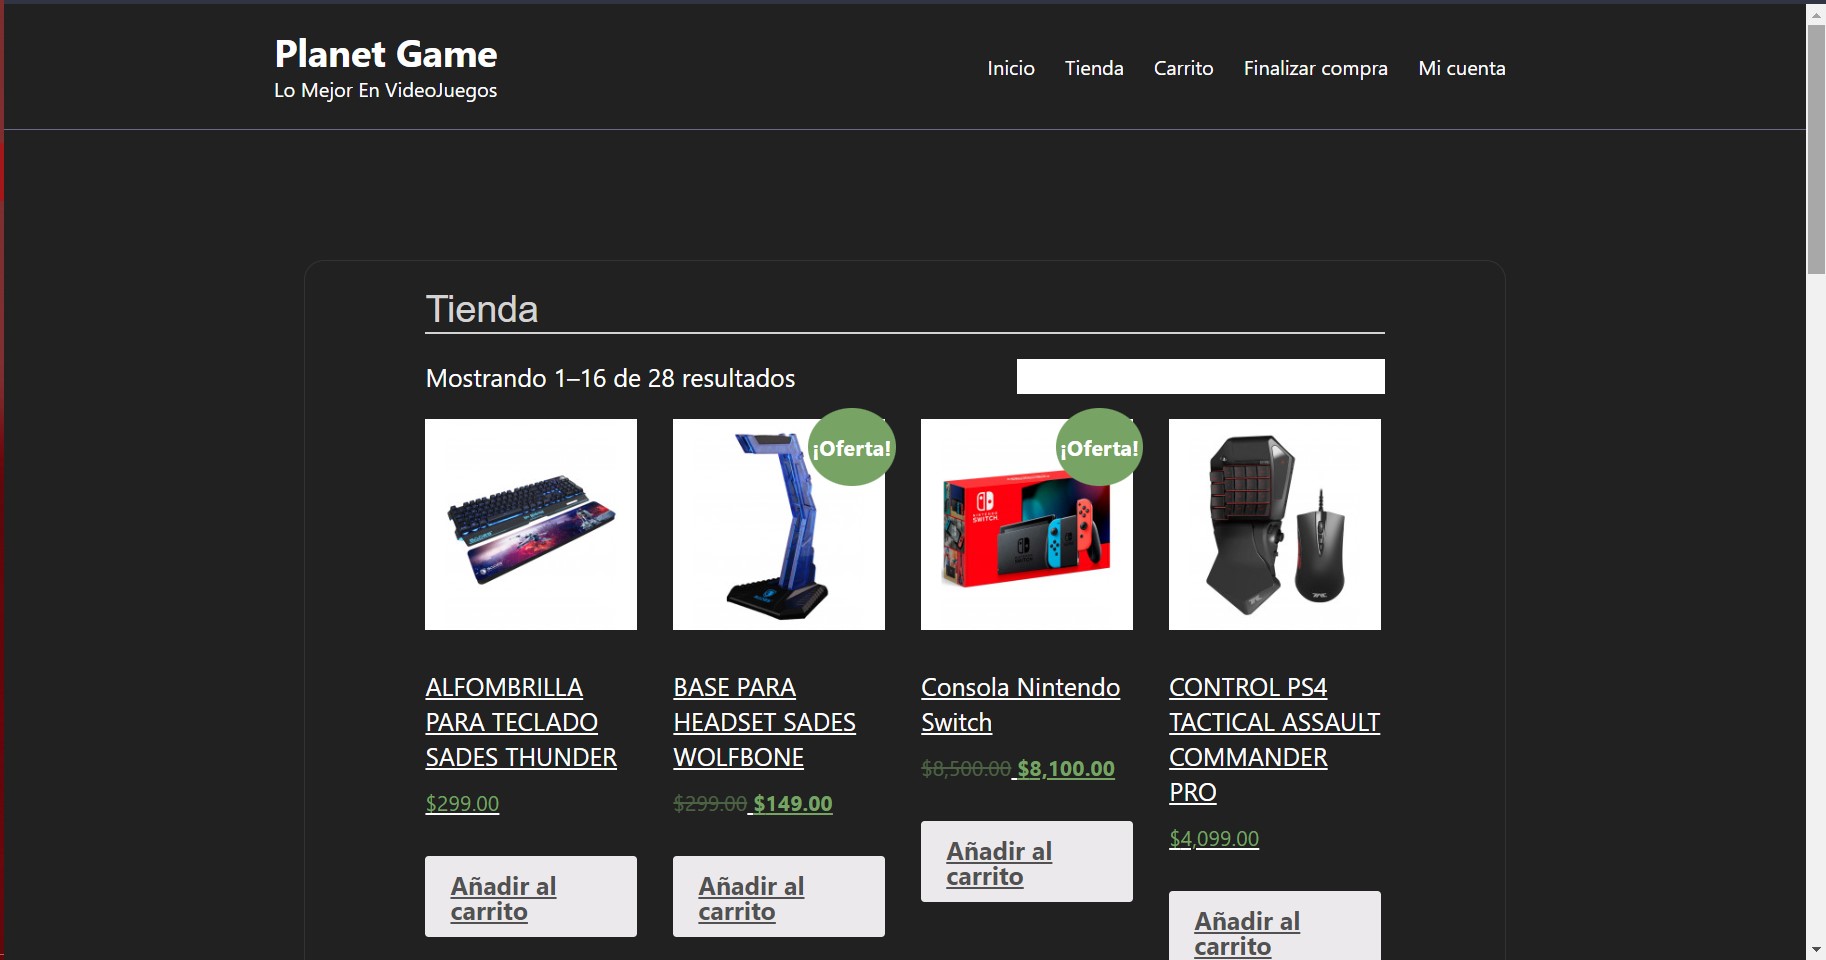 Planet Game
Lo Mejor En VideoJuegos
Inicio Tienda Carrito Finalizar compra Mi cuenta
Tienda
Mostrando 1–16 de 28 resultados
¡Oferta!
¡Oferta!
NINTENDO
SWITCH
ALFOMBRILLA
PARA TECLADO
SADES THUNDER
$299.00
Añadir al
carrito
BASE PARA
HEADSET SADES
WOLFBONE
$299.00 $149.00
Añadir al
carrito
Consola Nintendo
Switch
$8,500.00 $8,100.00
Añadir al
carrito
CONTROL PS4
TACTICAL ASSAULT
COMMANDER
PRO
$4,099.00
Añadir al
carrito